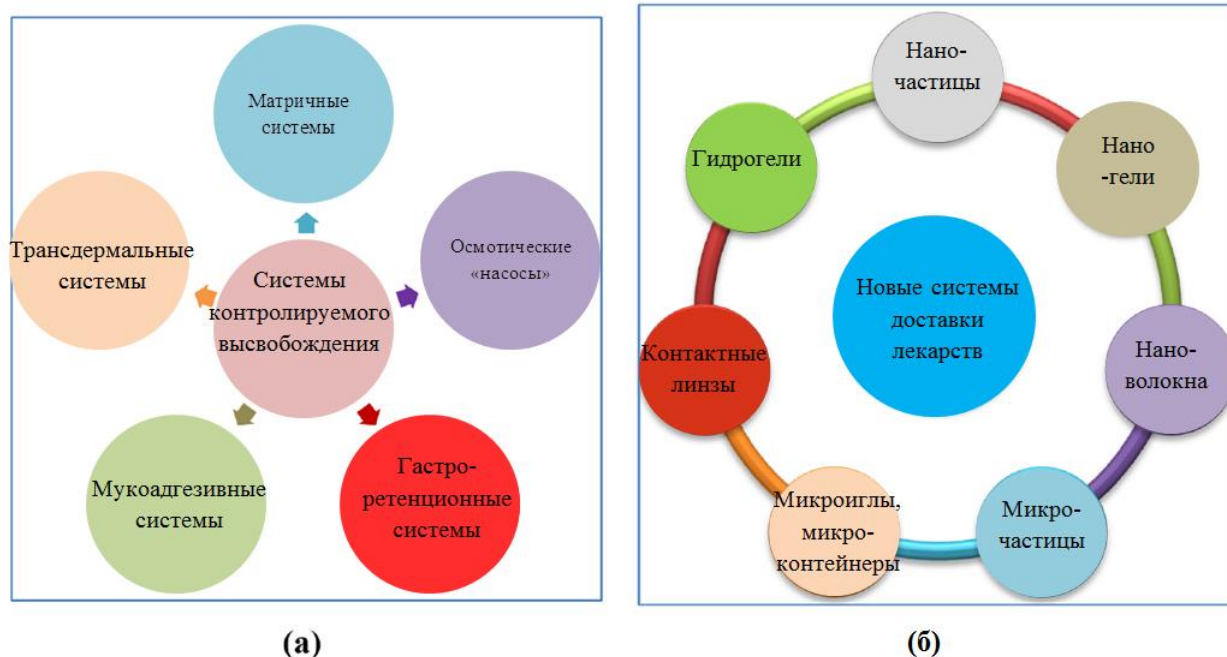 Матричные
системы
Трансдермальные
системы
Осмотические
«насосы»
Системы
контролируемого
высвобождения
Мукоадгезивные
системы
Гастро-
ретенционные
системы
(а)
Нано-
частицы
Гидрогели
Нано
-гели
Новые системы
доставки
лекарств
Контактные
линзы
Нано-
волокна
Микроиглы,
микро-
контейнеры
Микро-
частицы
(б)